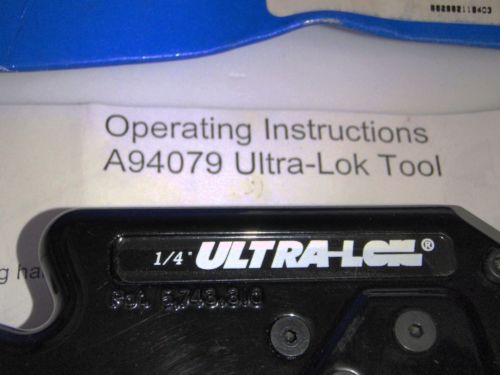 Operating Instructions
A94079 Ultra-Lok Tool
1/4" ULTRA-LOK®